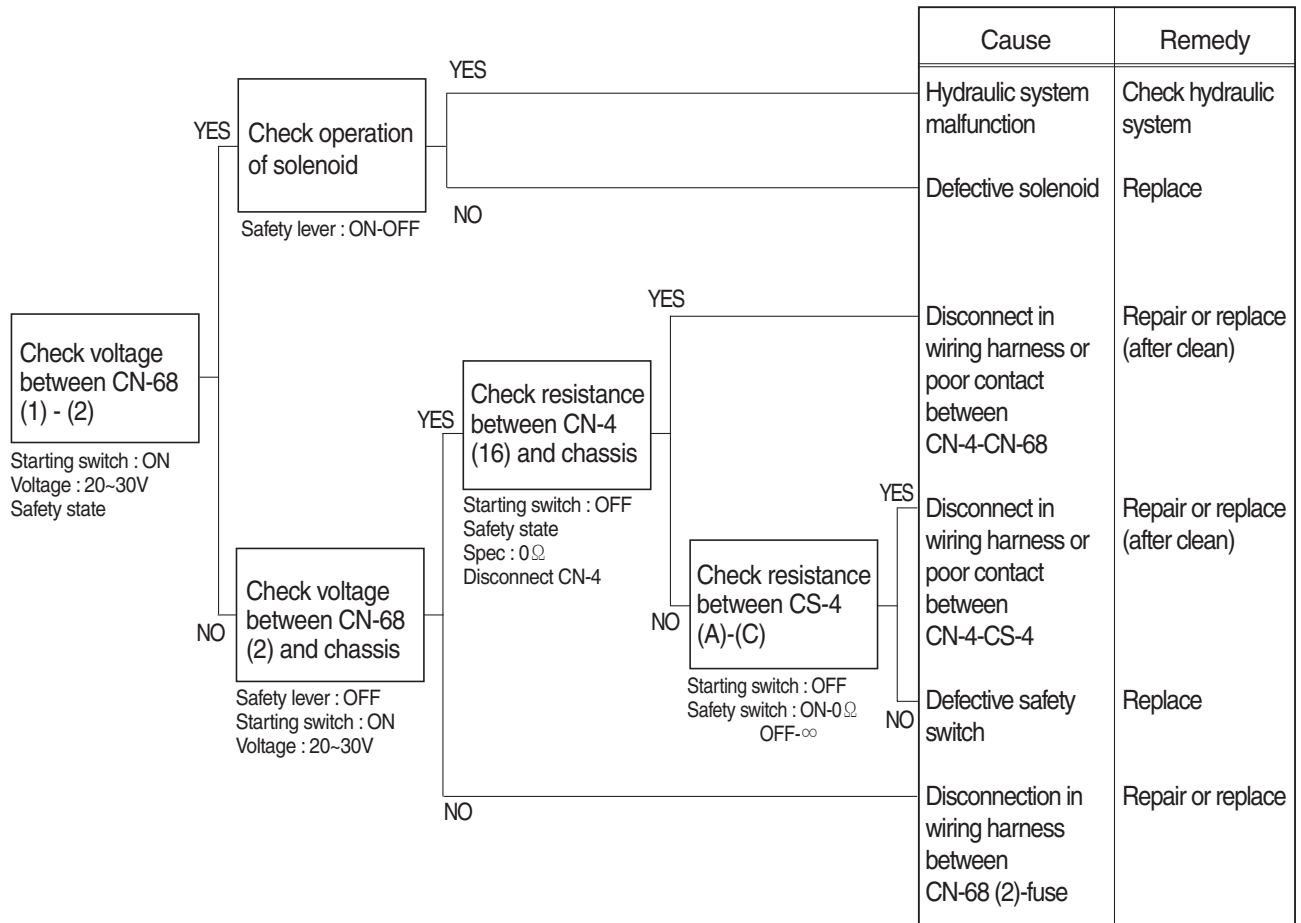 Cause
Remedy
YES
Hydraulic system
malfunction
Check hydraulic
system
YES
Check operation
of solenoid
Defective solenoid
Replace
NO
Safety lever : ON-OFF
YES
Disconnect in
wiring harness or
poor contact
between
CN-4-CN-68
Repair or replace
(after clean)
Check voltage
between CN-68
(1) - (2)
Starting switch : ON
Voltage : 20~30V
Safety state
YES
Check resistance
between CN-4
(16) and chassis
Starting switch : OFF
Safety state
Spec : 0Ω
Disconnect CN-4
YES
Disconnect in
wiring harness or
poor contact
between
CN-4-CS-4
Repair or replace
(after clean)
NO
Check voltage
between CN-68
(2) and chassis
Safety lever : OFF
Starting switch : ON
Voltage : 20~30V
NO
Check resistance
between CS-4
(A)-(C)
Starting switch : OFF
Safety switch : ON-0Ω
OFF-∞
NO
Defective safety
switch
Replace
NO
Disconnection in
wiring harness
between
CN-68 (2)-fuse
Repair or replace